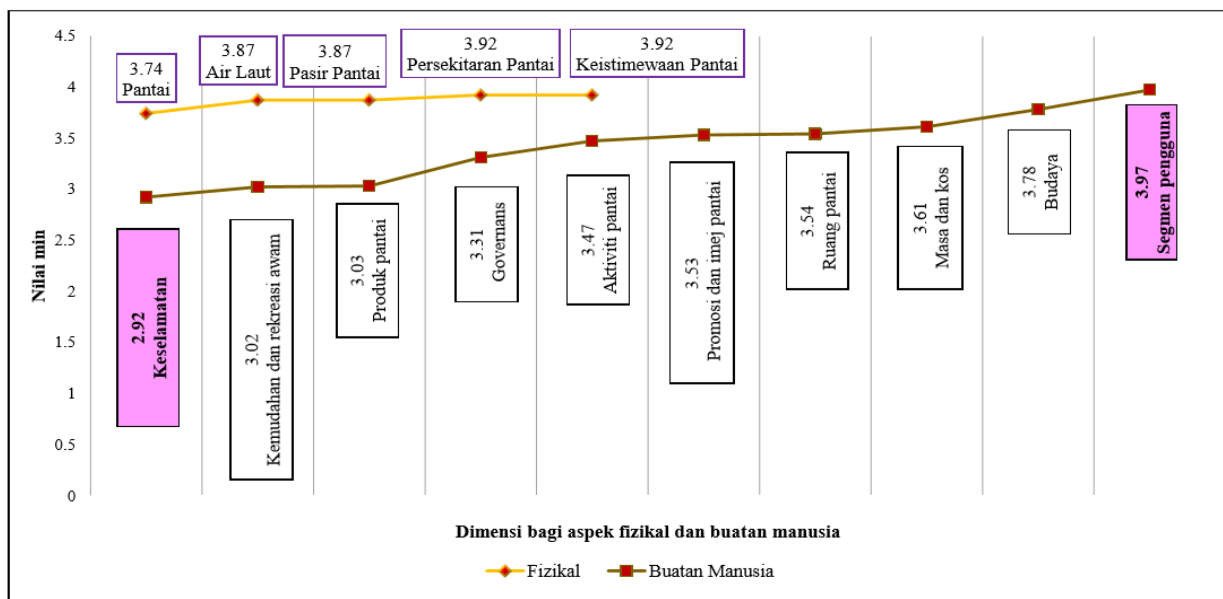 4.5
4
3.5
3
2.5
2
1.5
1
0.5
0
Nilai min
3.74
Pantai
3.87
Air Laut
3.87
Pasir Pantai
3.92
Persekitaran Pantai
3.92
Keistimewaan Pantai
2.92
Keselamatan
3.02
Kemudahan dan rekreasi awam
3.03
Produk pantai
3.31
Governans
3.47
Aktiviti pantai
3.53
Promosi dan imej pantai
3.54
Ruang pantai
3.61
Masa dan kos
3.78
Budaya
3.97
Segmen pengguna
Dimensi bagi aspek fizikal dan buatan manusia
Fizikal
Buatan Manusia